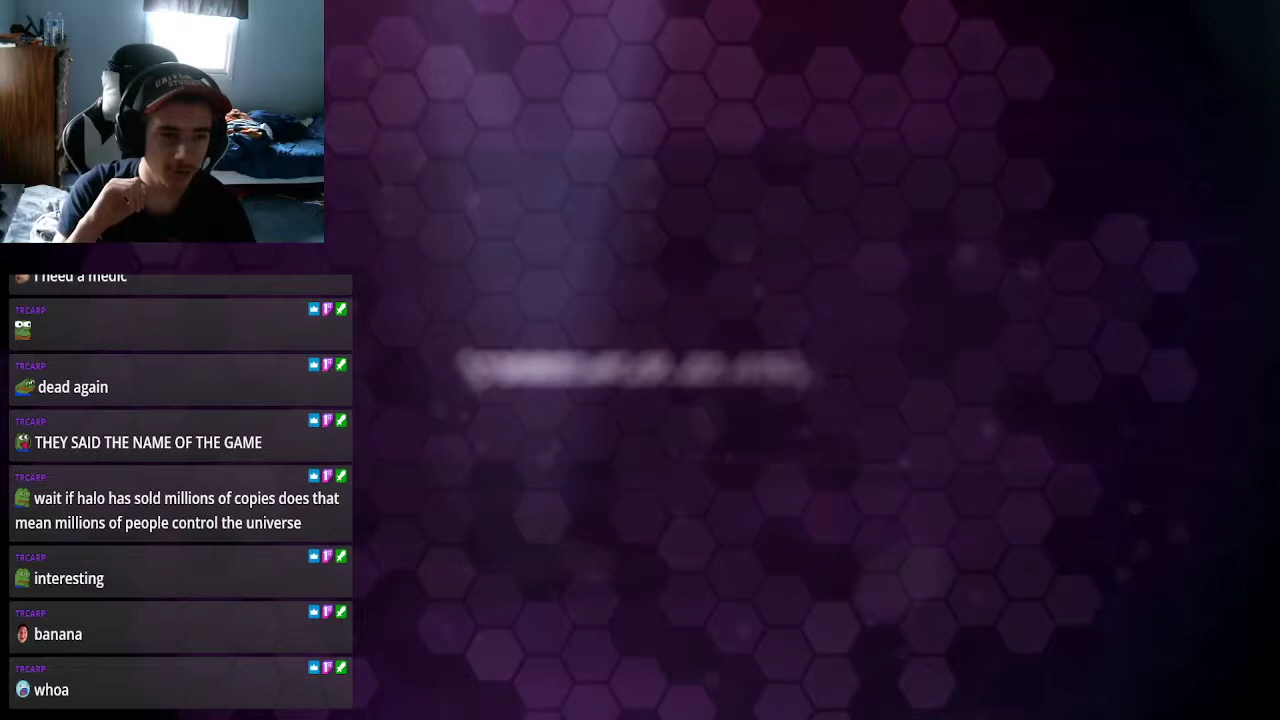 UNIV
STUDIOS
I need a medic
TRCARP
TRCARP
dead again
TRCARP
THEY SAID THE NAME OF THE GAME
TRCARP
wait if halo has sold millions of copies does that
mean millions of people control the universe
TRCARP
interesting
TRCARP
banana
TRCARP
whoa